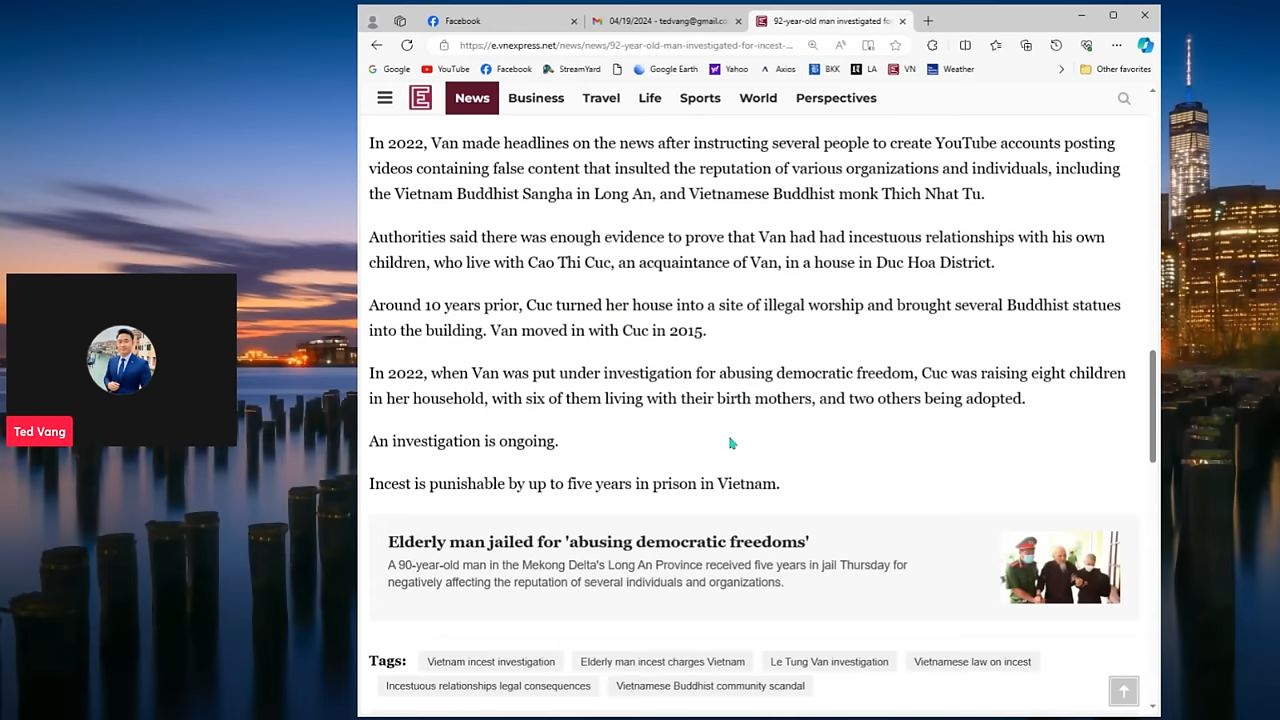 Facebook
04/19/2024 - tedvang@gmail.co
92-year-old man investigated fo
https://e.vnexpress.net/news/news/92-year-old-man-investigated-for-incest-...
Google YouTube Facebook StreamYard Google Earth Yahoo Axios BKK LA VN Weather Other favorites
News Business Travel Life Sports World Perspectives
In 2022, Van made headlines on the news after instructing several people to create YouTube accounts posting
videos containing false content that insulted the reputation of various organizations and individuals, including
the Vietnam Buddhist Sangha in Long An, and Vietnamese Buddhist monk Thich Nhat Tu.
Authorities said there was enough evidence to prove that Van had had incestuous relationships with his own
children, who live with Cao Thi Cuc, an acquaintance of Van, in a house in Duc Hoa District.
Around 10 years prior, Cuc turned her house into a site of illegal worship and brought several Buddhist statues
into the building. Van moved in with Cuc in 2015.
In 2022, when Van was put under investigation for abusing democratic freedom, Cuc was raising eight children
in her household, with six of them living with their birth mothers, and two others being adopted.
An investigation is ongoing.
Incest is punishable by up to five years in prison in Vietnam.
Elderly man jailed for 'abusing democratic freedoms'
A 90-year-old man in the Mekong Delta's Long An Province received five years in jail Thursday for
negatively affecting the reputation of several individuals and organizations.
Tags: Vietnam incest investigation Elderly man incest charges Vietnam Le Tung Van investigation Vietnamese law on incest
Incestuous relationships legal consequences Vietnamese Buddhist community scandal
Ted Vang